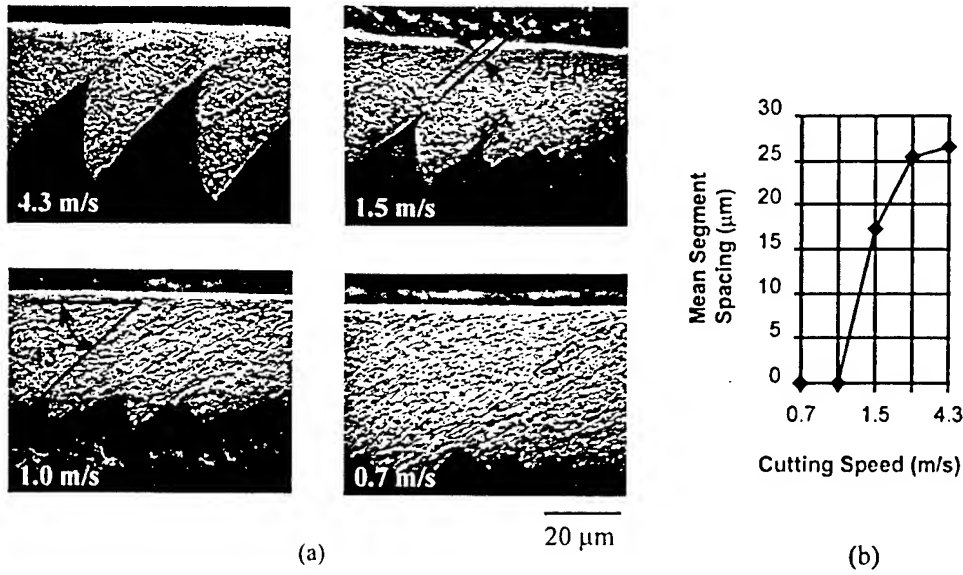 4.3 m/s
1.5 m/s
1.0 m/s
0.7 m/s
20 μm
(a)
Mean Segment
Spacing (μm)
30
25
20
15
10
5
0
0.7
1.5
4.3
Cutting Speed (m/s)
(b)